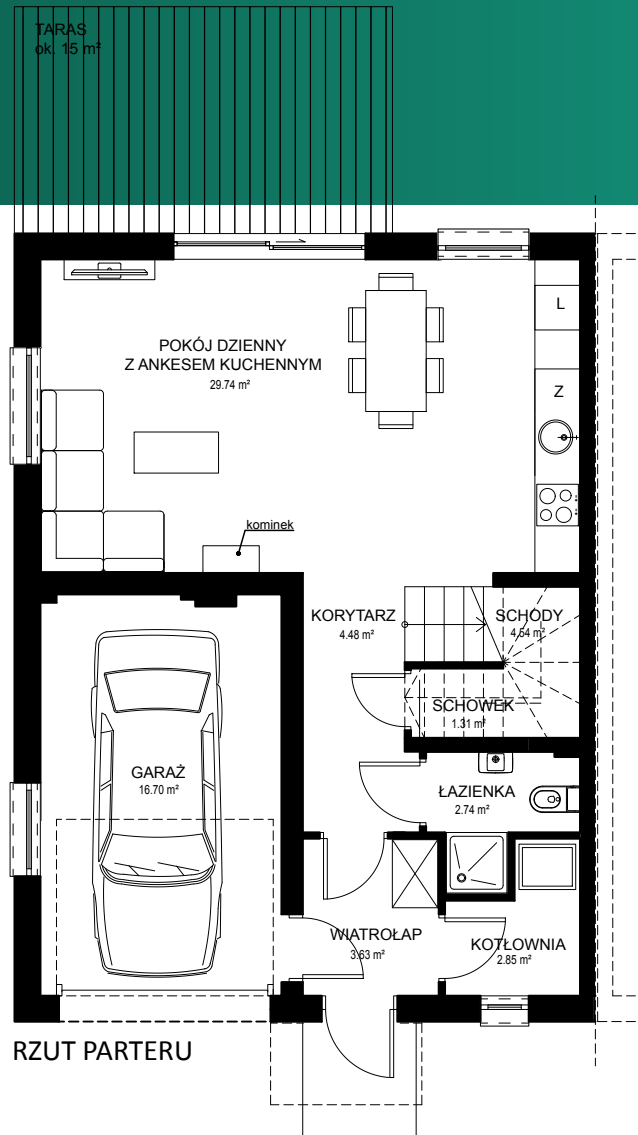 TARAS
ok. 15 m²
L
POKÓJ DZIENNY
Z ANKESEM KUCHENNYM
29.74 m²
Z
kominek
KORYTARZ
4.48 m²
SCHODY
4.54 m²
SCHOWEK
1.31 m²
GARAŻ
16.70 m²
ŁAZIENKA
2.74 m²
WIATROŁAP
3.63 m²
KOTŁOWNIA
2.85 m²
RZUT PARTERU